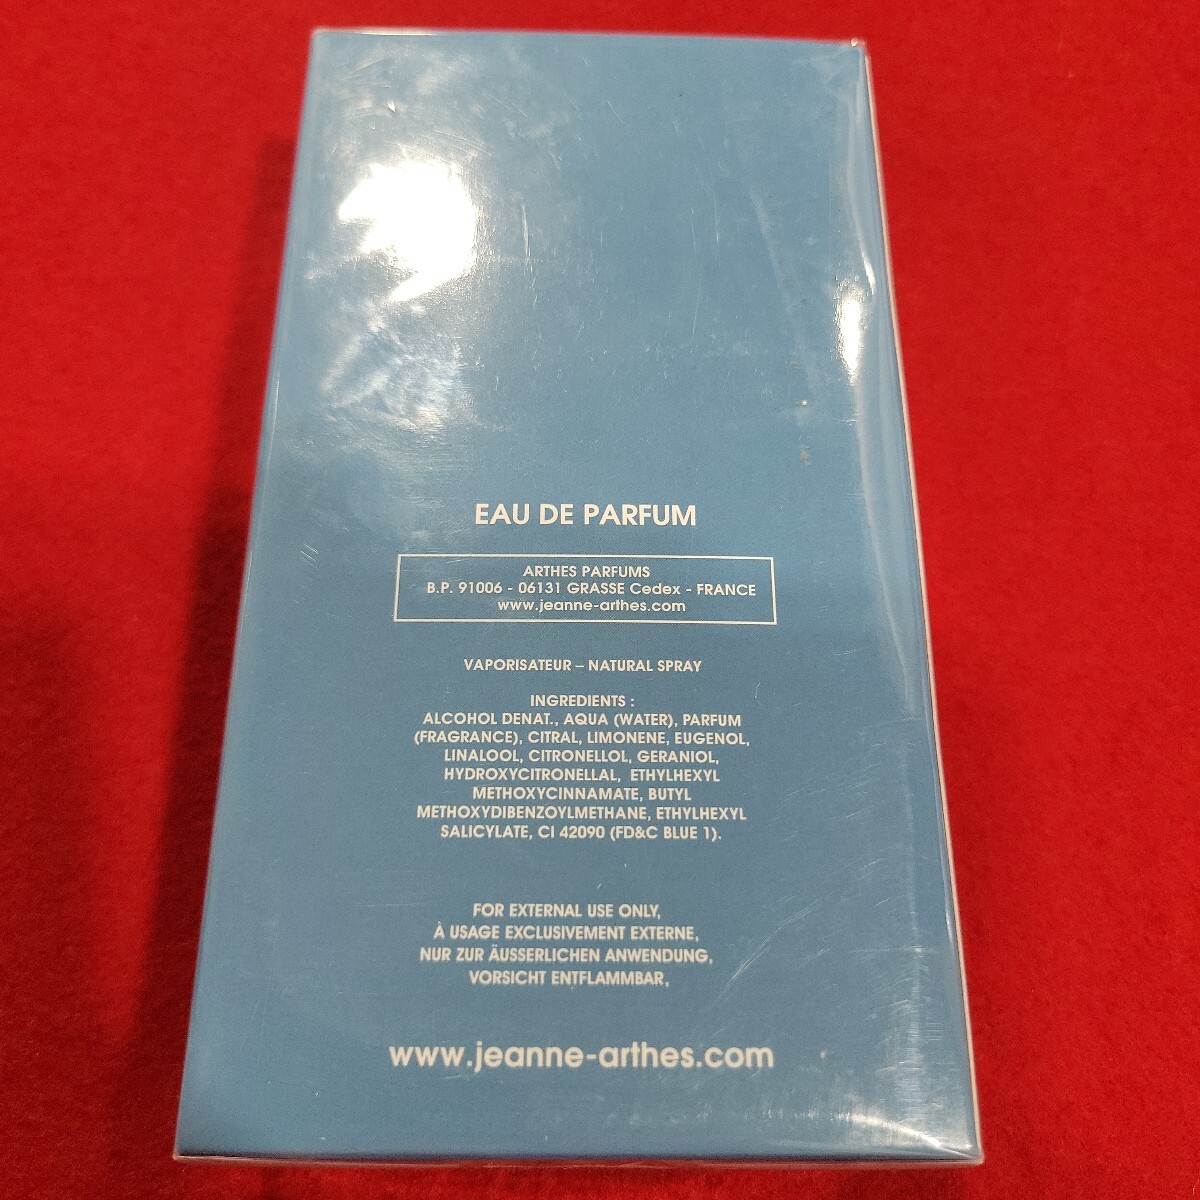 EAU DE PARFUM
ARTHES PARFUMS
B.P. 91006 - 06131 GRASSE Cedex - FRANCE
www.jeanne-arthes.com
VAPORISATEUR – NATURAL SPRAY
INGREDIENTS :
ALCOHOL DENAT., AQUA (WATER), PARFUM
(FRAGRANCE), CITRAL, LIMONENE, EUGENOL,
LINALOOL, CITRONELLOL, GERANIOL,
HYDROXYCITRONELLAL, ETHYLHEXYL
METHOXYCINNAMATE, BUTYL
METHOXYDIBENZOYLMETHANE, ETHYLHEXYL
SALICYLATE, CI 42090 (FD&C BLUE 1).
FOR EXTERNAL USE ONLY,
À USAGE EXCLUSIVEMENT EXTERNE,
NUR ZUR ÄUSSERLICHEN ANWENDUNG,
VORSICHT ENTFLAMMBAR,
www.jeanne-arthes.com